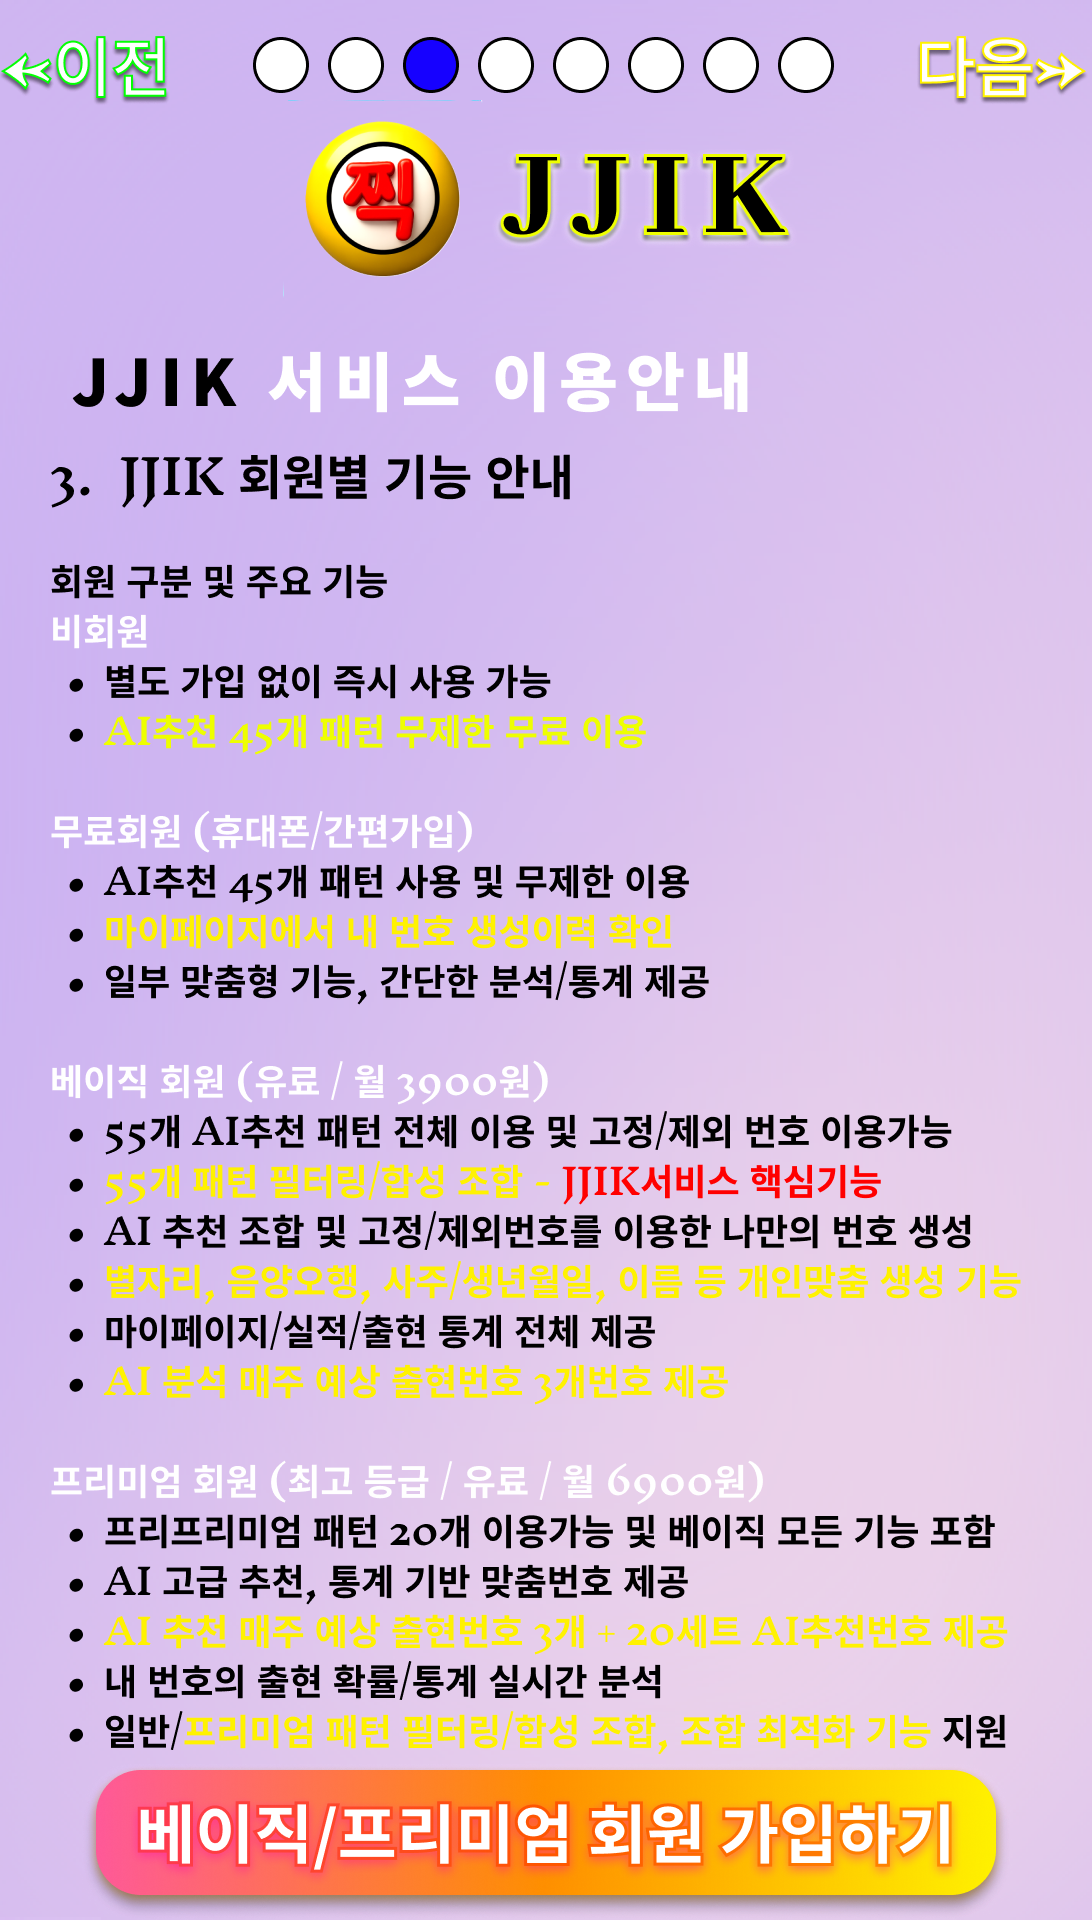 이전
다음
찍 JJIK
JJIK 서비스 이용안내
3. JJIK 회원별 기능 안내
회원 구분 및 주요 기능
비회원
• 별도 가입 없이 즉시 사용 가능
• AI추천 45개 패턴 무제한 무료 이용
무료회원 (휴대폰/간편가입)
• AI추천 45개 패턴 사용 및 무제한 이용
• 마이페이지에서 내 번호 생성이력 확인
• 일부 맞춤형 기능, 간단한 분석/통계 제공
베이직 회원 (유료 / 월 3900원)
• 55개 AI추천 패턴 전체 이용 및 고정/제외 번호 이용가능
• 55개 패턴 필터링/합성 조합 - JJIK서비스 핵심기능
• AI 추천 조합 및 고정/제외번호를 이용한 나만의 번호 생성
• 별자리, 음양오행, 사주/생년월일, 이름 등 개인맞춤 생성 기능
• 마이페이지/실적/출현 통계 전체 제공
• AI 분석 매주 예상 출현번호 3개번호 제공
프리미엄 회원 (최고 등급 / 유료 / 월 6900원)
• 프리프리미엄 패턴 20개 이용가능 및 베이직 모든 기능 포함
• AI 고급 추천, 통계 기반 맞춤번호 제공
• AI 추천 매주 예상 출현번호 3개 + 20세트 AI추천번호 제공
• 내 번호의 출현 확률/통계 실시간 분석
• 일반/프리미엄 패턴 필터링/합성 조합, 조합 최적화 기능 지원
베이직/프리미엄 회원 가입하기